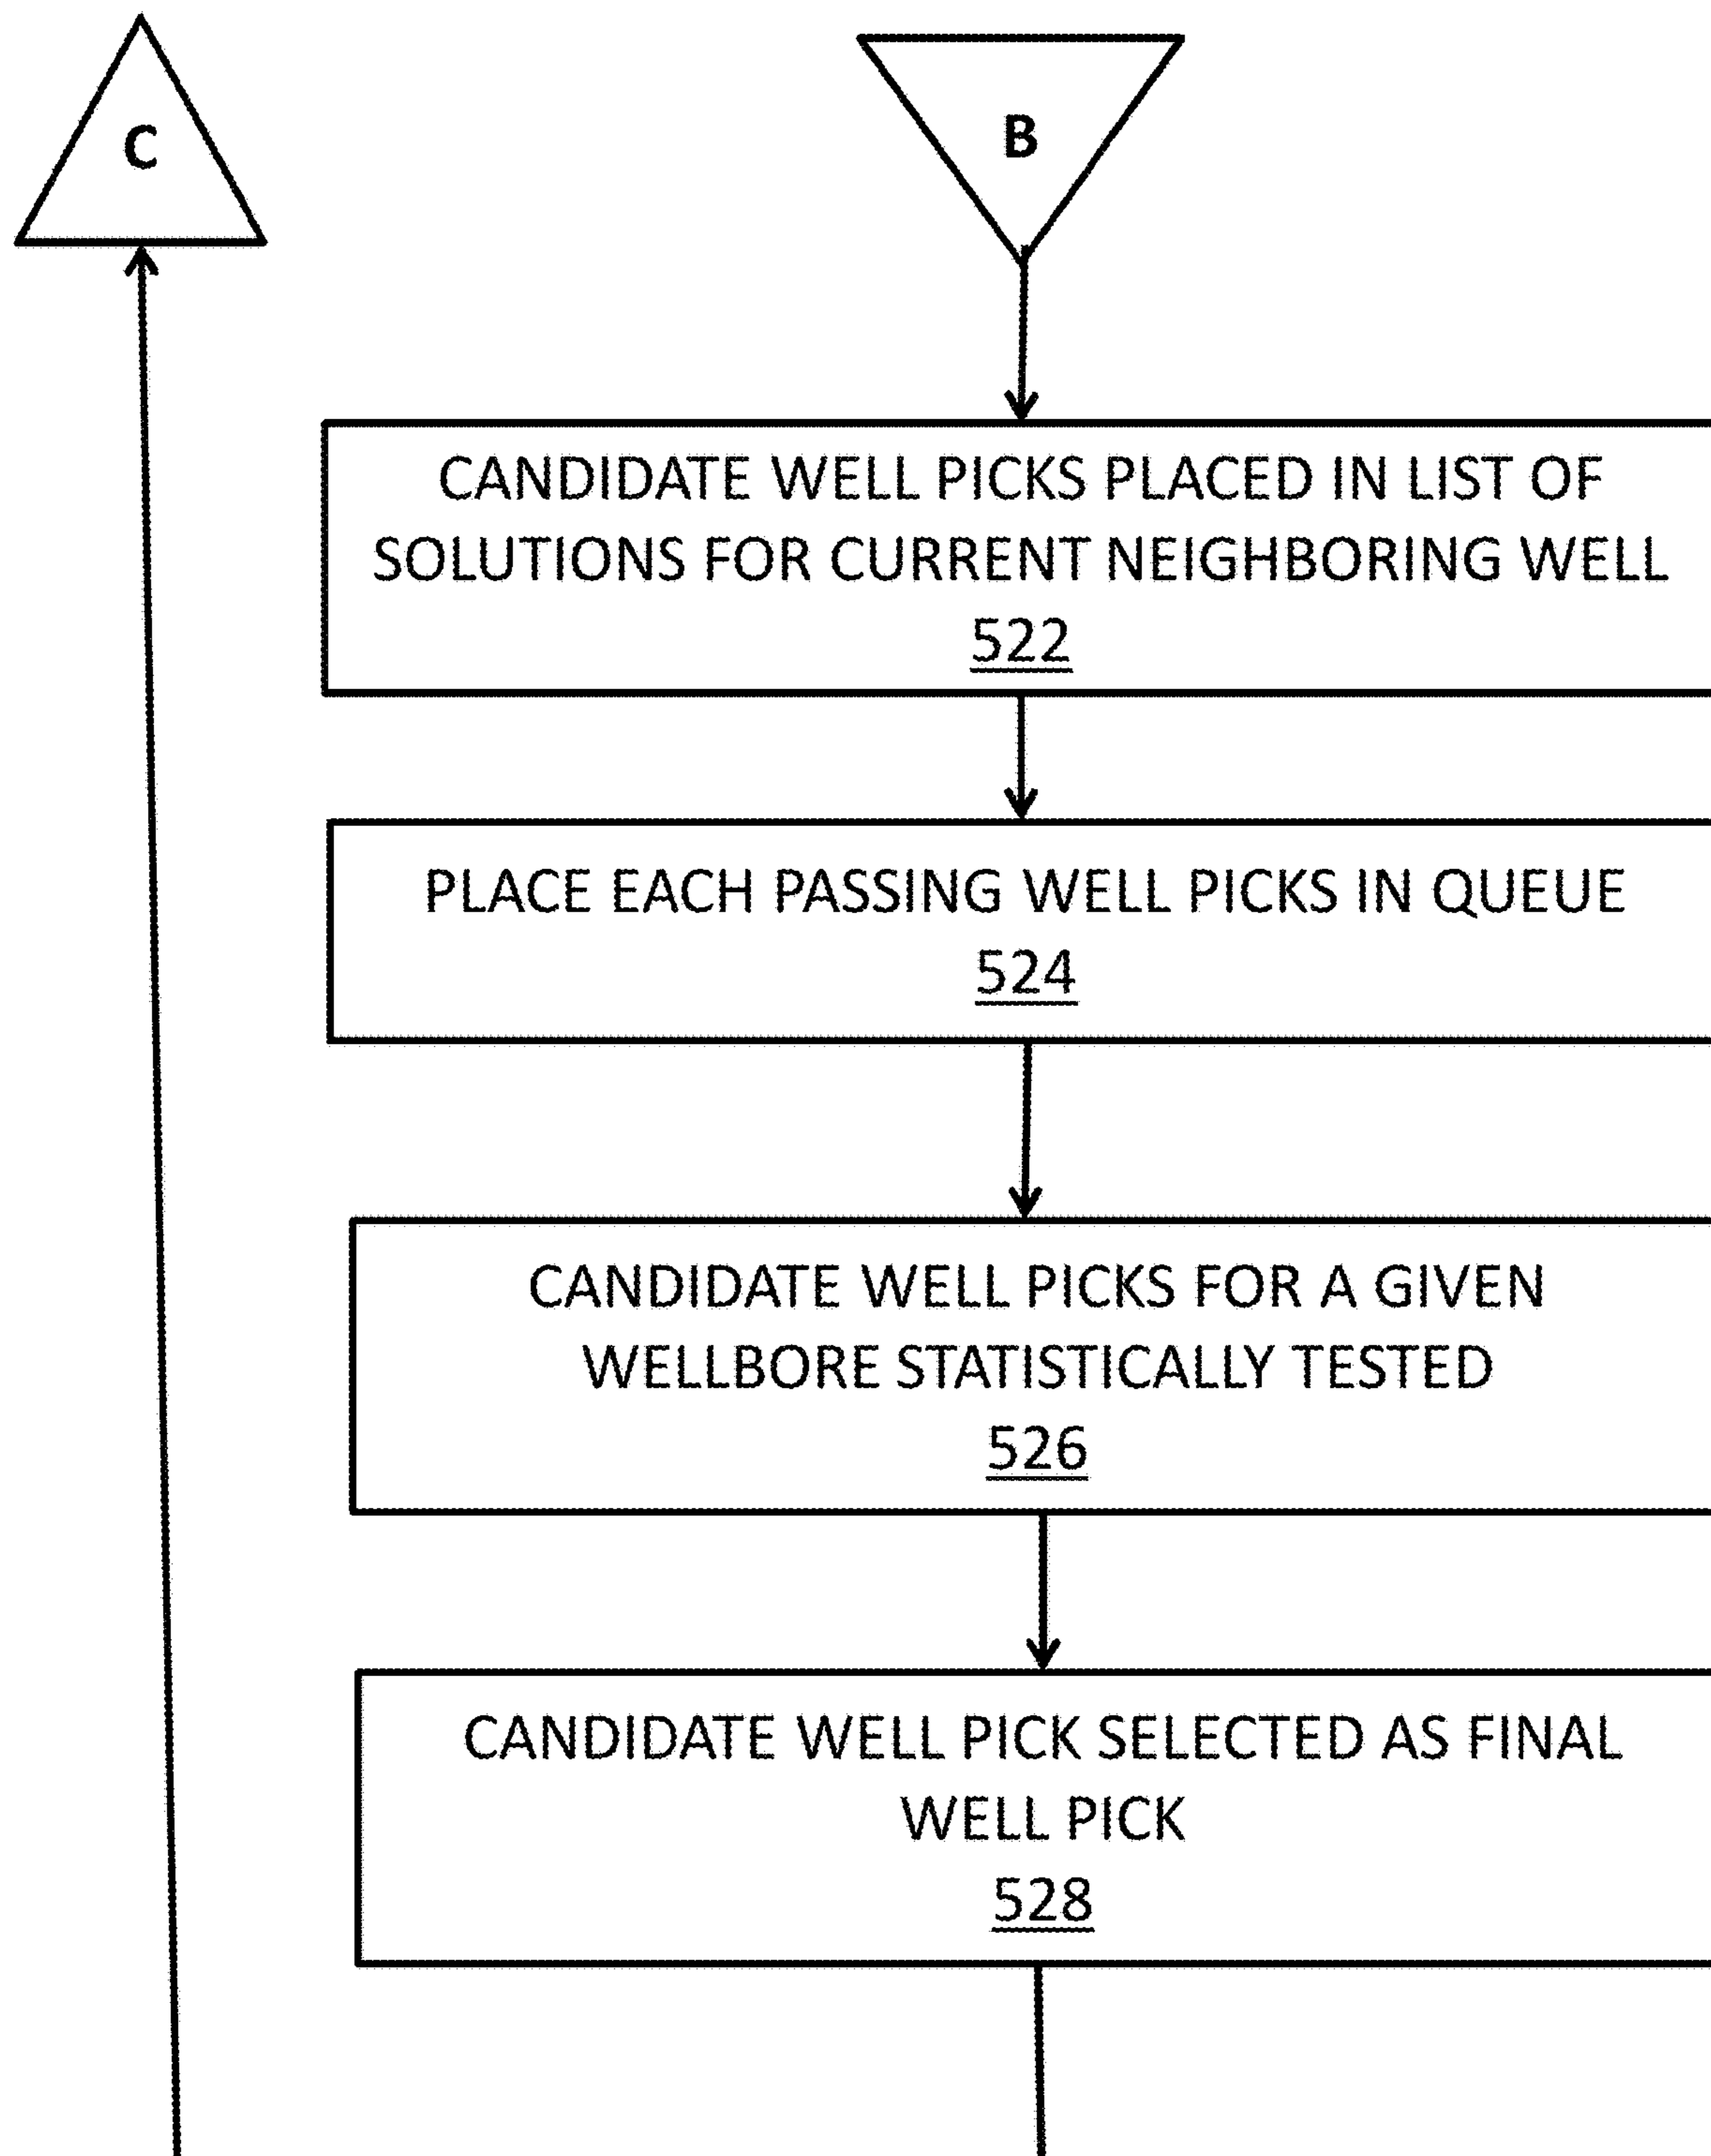 C
B
CANDIDATE WELL PICKS PLACED IN LIST OF
SOLUTIONS FOR CURRENT NEIGHBORING WELL
522
PLACE EACH PASSING WELL PICKS IN QUEUE
524
CANDIDATE WELL PICKS FOR A GIVEN
WELLBORE STATISTICALLY TESTED
526
CANDIDATE WELL PICK SELECTED AS FINAL
WELL PICK
528